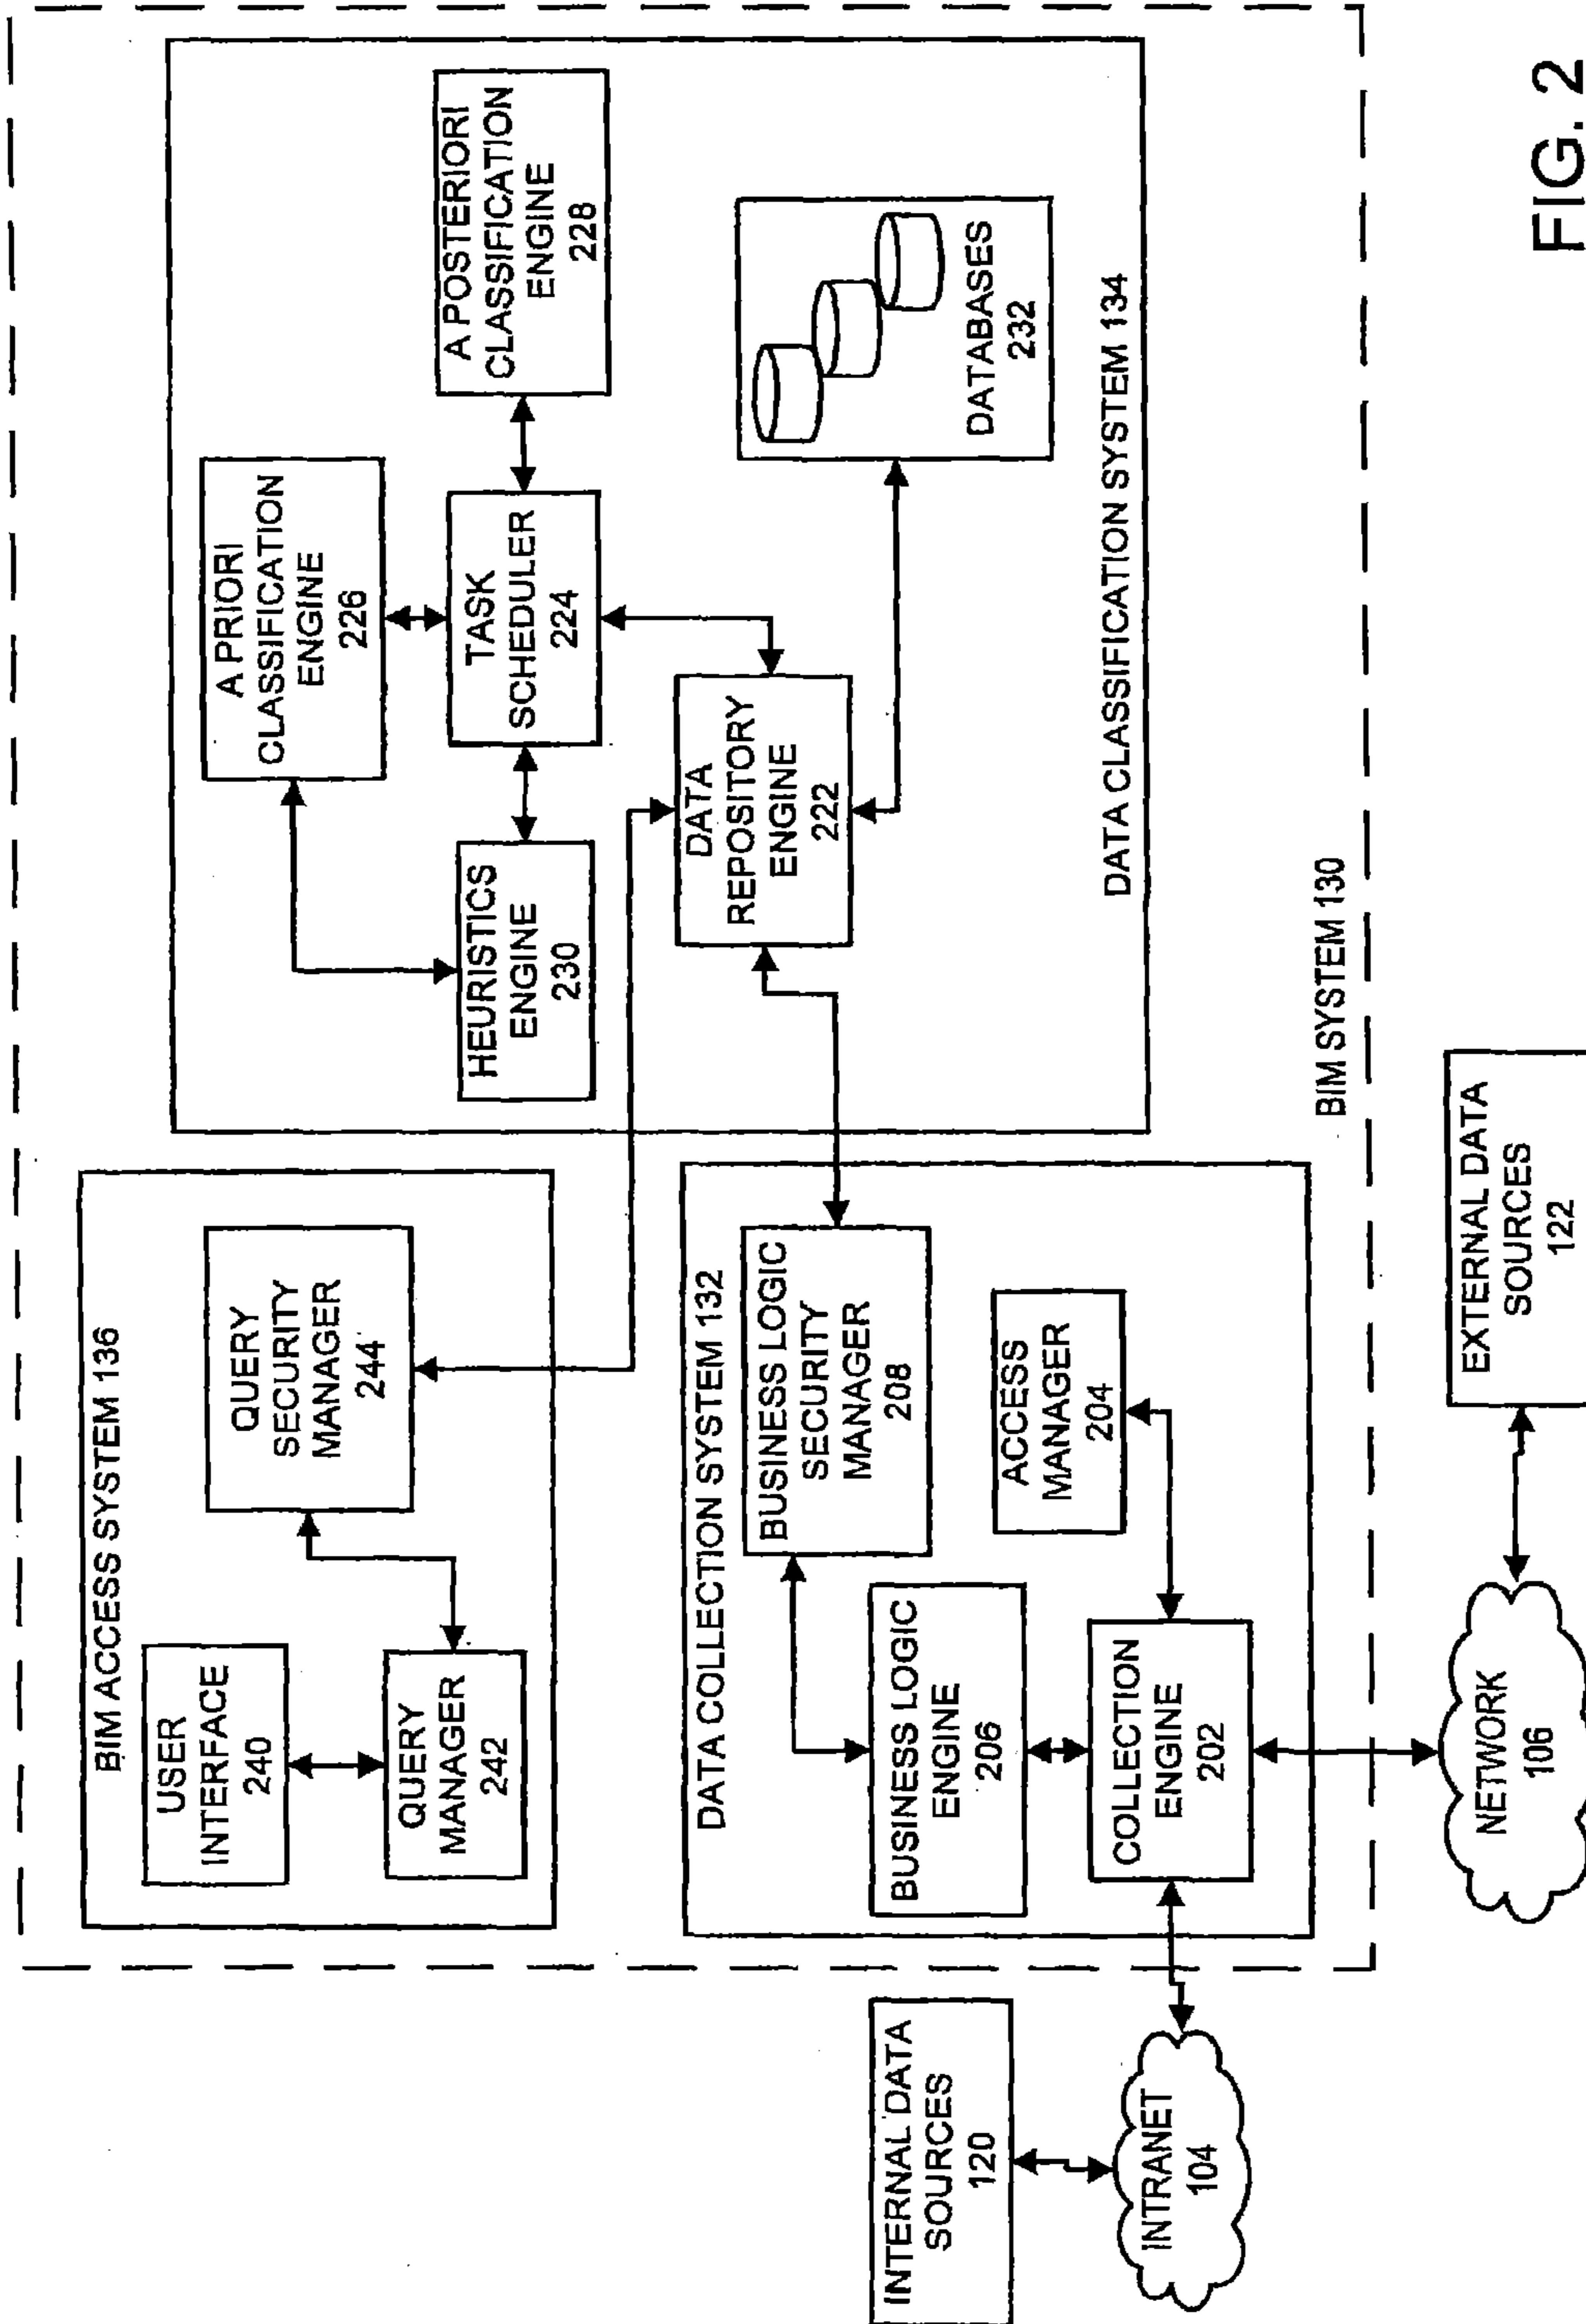 BIM ACCESS SYSTEM 136
USER
INTERFACE
240
QUERY
MANAGER
242
QUERY
SECURITY
MANAGER
244
DATA COLLECTION SYSTEM 132
BUSINESS LOGIC
SECURITY
MANAGER
208
BUSINESS LOGIC
ENGINE
206
ACCESS
MANAGER
204
COLLECTION
ENGINE
202
A PRIORI
CLASSIFICATION
ENGINE
226
A POSTERIORI
CLASSIFICATION
ENGINE
228
HEURISTICS
ENGINE
230
TASK
SCHEDULER
224
DATA
REPOSITORY
ENGINE
222
DATABASES
232
DATA CLASSIFICATION SYSTEM 134
BIM SYSTEM 130
INTERNAL DATA
SOURCES
120
INTRANET
104
NETWORK
106
EXTERNAL DATA
SOURCES
122
FIG. 2